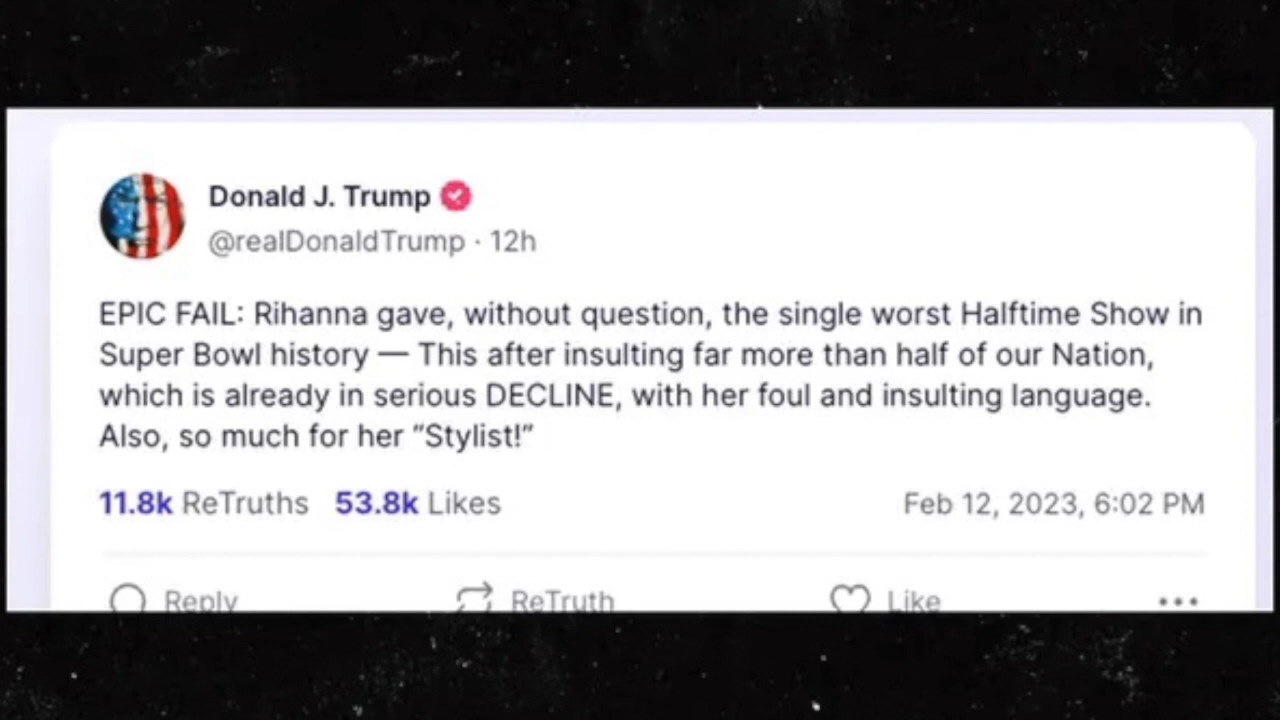 Donald J. Trump
@realDonaldTrump · 12h
EPIC FAIL: Rihanna gave, without question, the single worst Halftime Show in
Super Bowl history — This after insulting far more than half of our Nation,
which is already in serious DECLINE, with her foul and insulting language.
Also, so much for her “Stylist!”
11.8k ReTruths 53.8k Likes Feb 12, 2023, 6:02 PM
Reply ReTruth Like